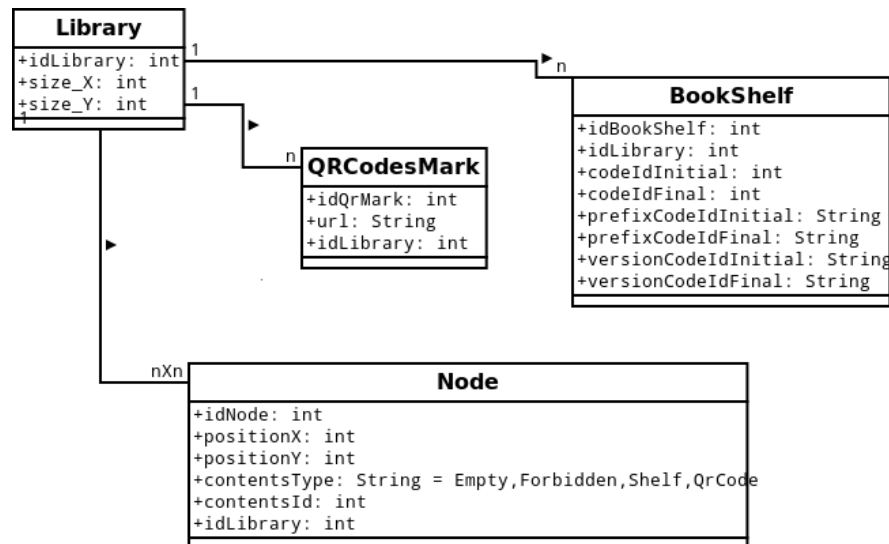 Library
+idLibrary: int
+size_X: int
+size_Y: int
1
n
1
n
1
nXn
BookShelf
+idBookShelf: int
+idLibrary: int
+codeIdInitial: int
+codeIdFinal: int
+prefixCodeIdInitial: String
+prefixCodeIdFinal: String
+versionCodeIdInitial: String
+versionCodeIdFinal: String
QRCodesMark
+idQrMark: int
+url: String
+idLibrary: int
Node
+idNode: int
+positionX: int
+positionY: int
+contentsType: String = Empty,Forbidden,Shelf,QrCode
+contentsId: int
+idLibrary: int